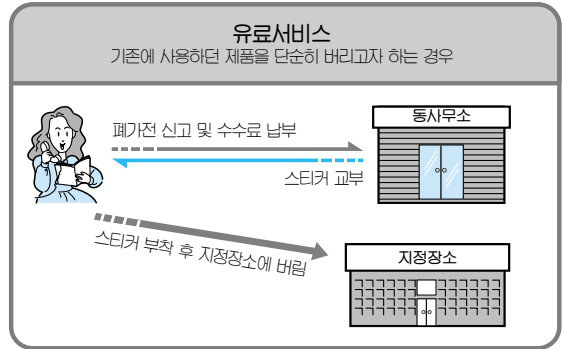 유료서비스
기존에 사용하던 제품을 단순히 버리고자 하는 경우
동사무소
폐가전 신고 및 수수료 납부
스티커 교부
스티커 부착 후 지정장소에 버림
지정장소